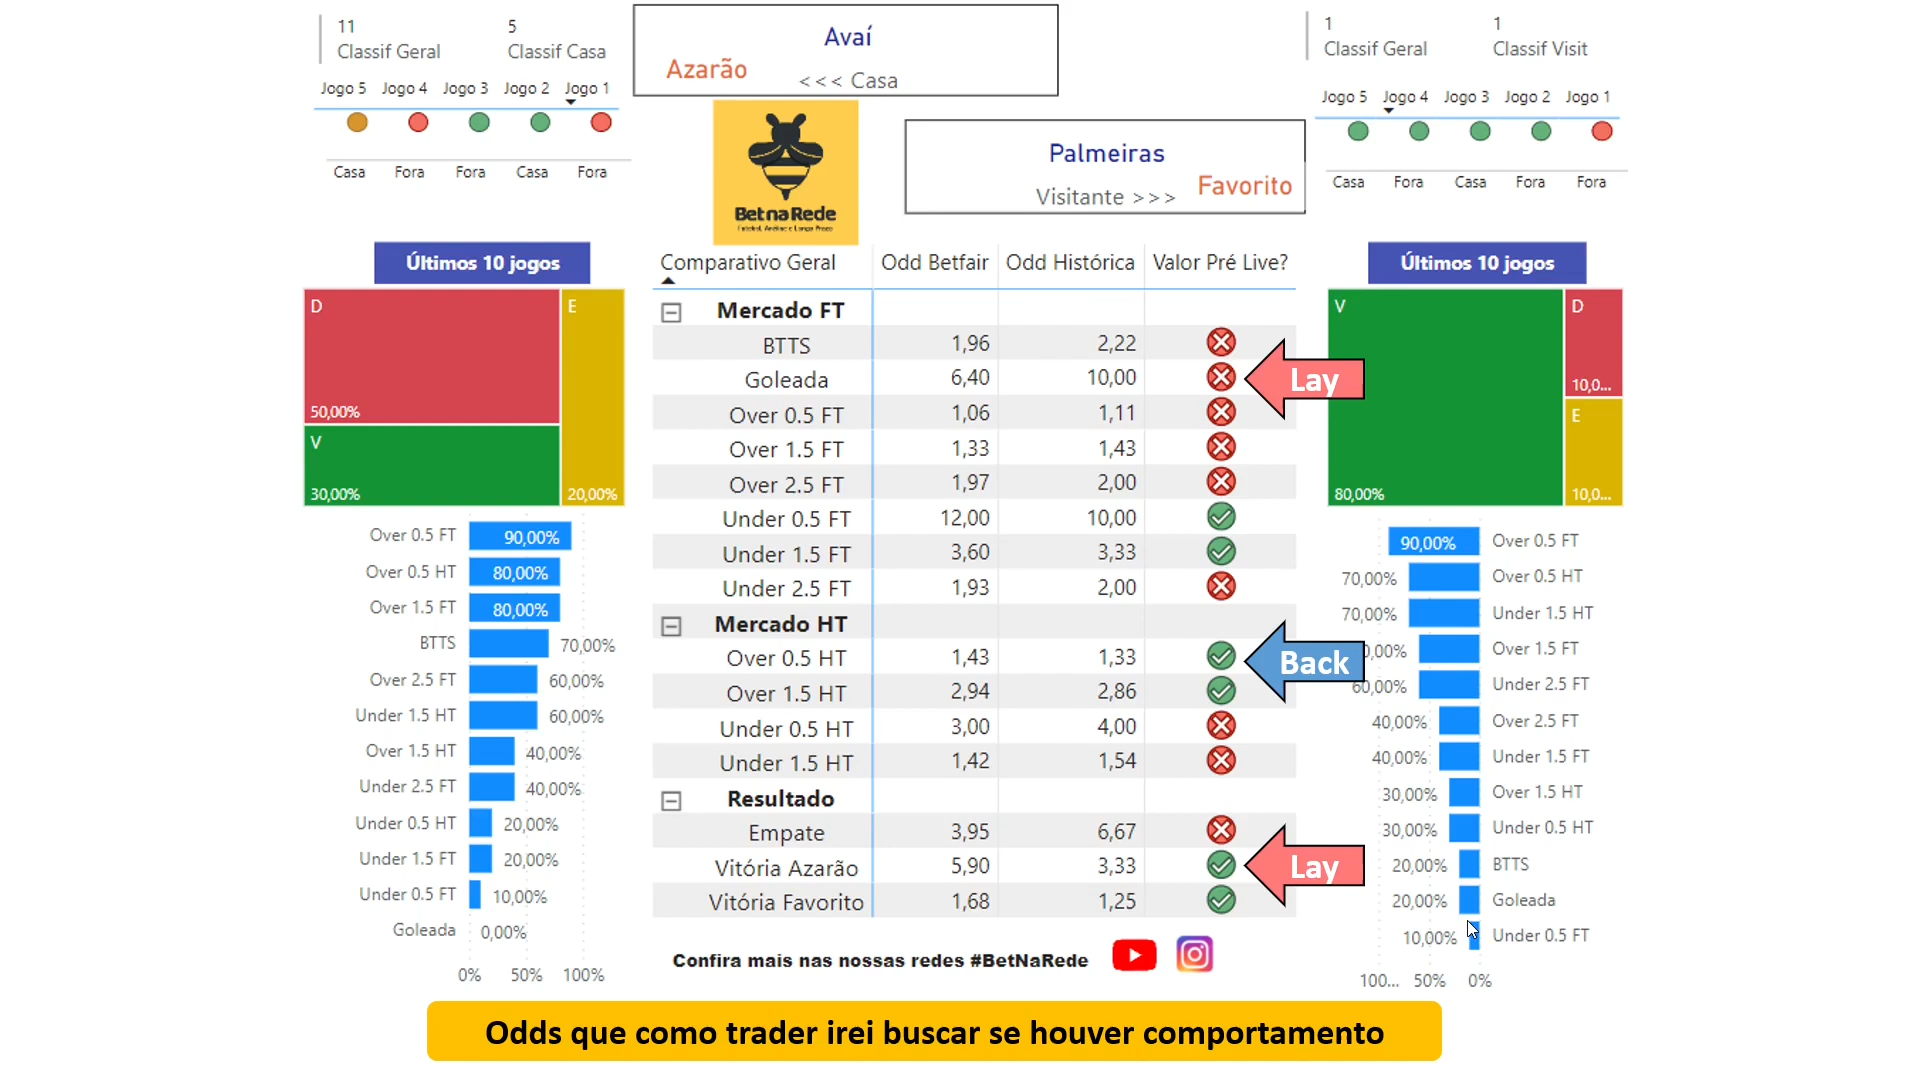 11
Classif Geral
5
Classif Casa
Jogo 5 Jogo 4 Jogo 3 Jogo 2 Jogo 1
Casa Fora Fora Casa Fora
Avaí
Azarão
<<< Casa
Palmeiras
Visitante >>>
Favorito
1
Classif Geral
1
Classif Visit
Jogo 5 Jogo 4 Jogo 3 Jogo 2 Jogo 1
Casa Fora Casa Fora Fora
Bet na Rede
Futebol, Análise e Longo Prazo
Últimos 10 jogos
D
50,00%
E
20,00%
V
30,00%
Over 0.5 FT 90,00%
Over 0.5 HT 80,00%
Over 1.5 FT 80,00%
BTTS 70,00%
Over 2.5 FT 60,00%
Under 1.5 HT 60,00%
Over 1.5 HT 40,00%
Under 2.5 FT 40,00%
Under 0.5 HT 20,00%
Under 1.5 FT 20,00%
Under 0.5 FT 10,00%
Goleada 0,00%
0% 50% 100%
Comparativo Geral Odd Betfair Odd Histórica Valor Pré Live?
Mercado FT
BTTS 1,96 2,22
Goleada 6,40 10,00
Over 0.5 FT 1,06 1,11
Over 1.5 FT 1,33 1,43
Over 2.5 FT 1,97 2,00
Under 0.5 FT 12,00 10,00
Under 1.5 FT 3,60 3,33
Under 2.5 FT 1,93 2,00
Mercado HT
Over 0.5 HT 1,43 1,33
Over 1.5 HT 2,94 2,86
Under 0.5 HT 3,00 4,00
Under 1.5 HT 1,42 1,54
Resultado
Empate 3,95 6,67
Vitória Azarão 5,90 3,33
Vitória Favorito 1,68 1,25
Lay
Back
Lay
Últimos 10 jogos
V
80,00%
D
10,0...
E
10,0...
90,00% Over 0.5 FT
70,00% Over 0.5 HT
70,00% Under 1.5 HT
0,00% Over 1.5 FT
60,00% Under 2.5 FT
40,00% Over 2.5 FT
40,00% Under 1.5 FT
30,00% Over 1.5 HT
30,00% Under 0.5 HT
20,00% BTTS
20,00% Goleada
10,00% Under 0.5 FT
100... 50% 0%
Confira mais nas nossas redes #BetNaRede
Odds que como trader irei buscar se houver comportamento